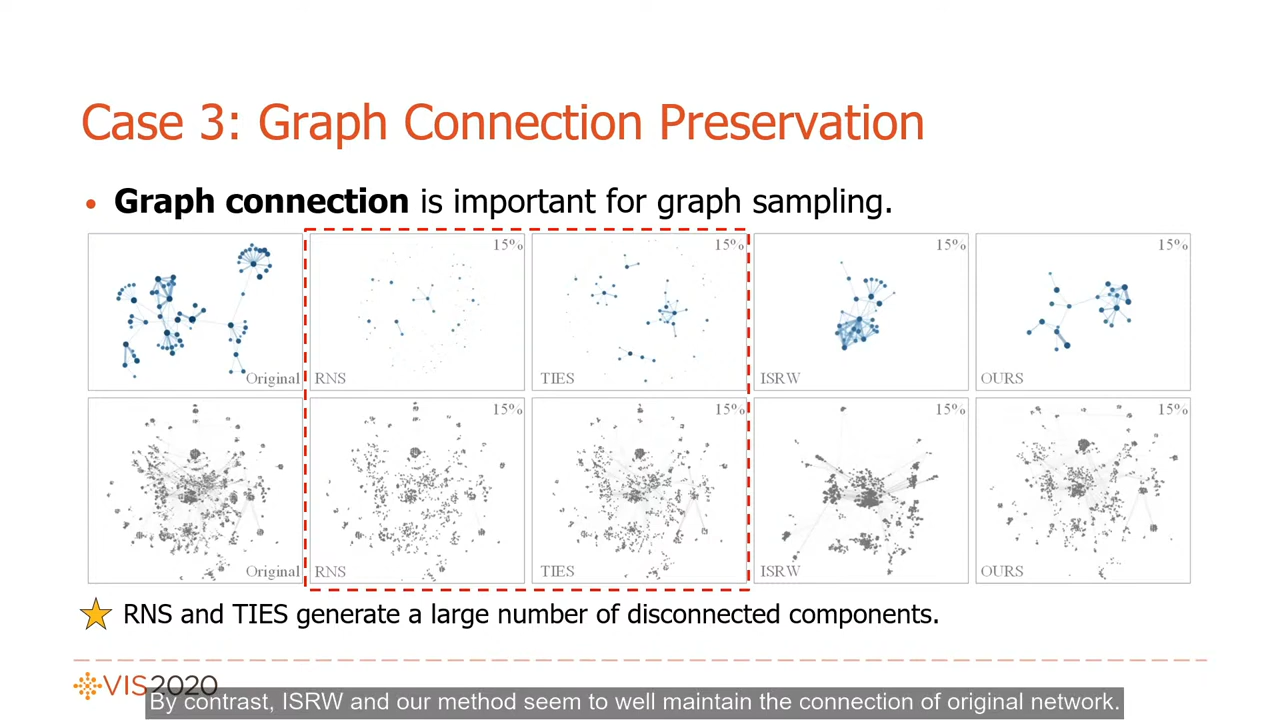 Case 3: Graph Connection Preservation
• Graph connection is important for graph sampling.
15% 15% 15% 15%
Original RNS TIES ISRW OURS
15% 15% 15% 15%
Original RNS TIES ISRW OURS
RNS and TIES generate a large number of disconnected components.
VIS2020
By contrast, ISRW and our method seem to well maintain the connection of original network.